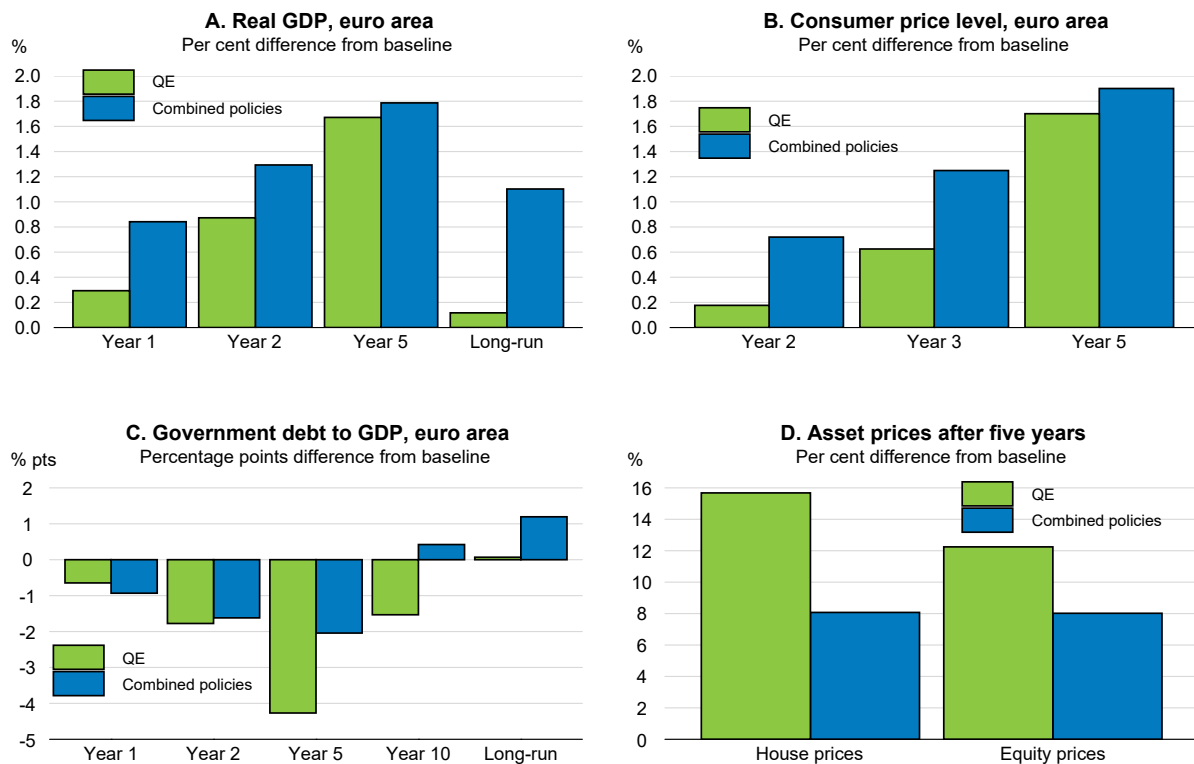 A. Real GDP, euro area
Per cent difference from baseline
%
2.0
1.8
1.6
1.4
1.2
1.0
0.8
0.6
0.4
0.2
0.0
QE
Combined policies
Year 1 Year 2 Year 5 Long-run
B. Consumer price level, euro area
Per cent difference from baseline
%
2.0
1.8
1.6
1.4
1.2
1.0
0.8
0.6
0.4
0.2
0.0
QE
Combined policies
Year 2 Year 3 Year 5
C. Government debt to GDP, euro area
Percentage points difference from baseline
% pts
2
1
0
-1
-2
-3
-4
-5
QE
Combined policies
Year 1 Year 2 Year 5 Year 10 Long-run
D. Asset prices after five years
Per cent difference from baseline
%
16
14
12
10
8
6
4
2
0
QE
Combined policies
House prices Equity prices